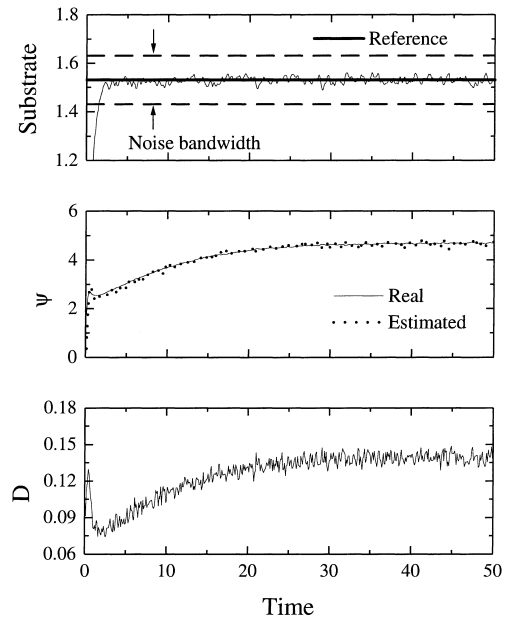 1.8
Reference
1.6
Substrate
1.4
Noise bandwidth
1.2
6
4
ψ
2
Real
Estimated
0
0.18
0.15
0.12
D
0.09
0.06
0 10 20 30 40 50
Time